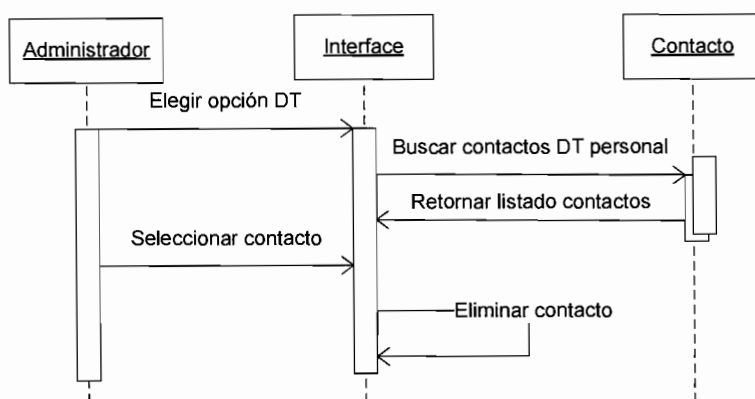 Administrador
Interface
Contacto
Elegir opción DT
Buscar contactos DT personal
Retornar listado contactos
Seleccionar contacto
Eliminar contacto